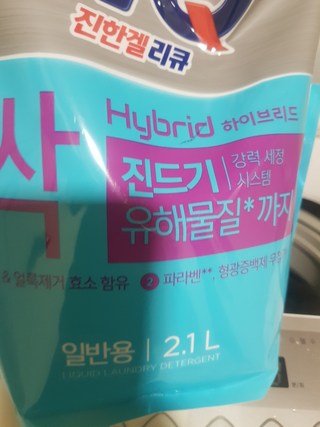 진한겔리큐
Hybrid 하이브리드
싹
진드기 강력 세정
시스템
유해물질* 까지
& 얼룩제거 효소 함유 2 파라벤**, 형광증백제
일반용 | 2.1 L
LIQUID LAUNDRY DETERGENT